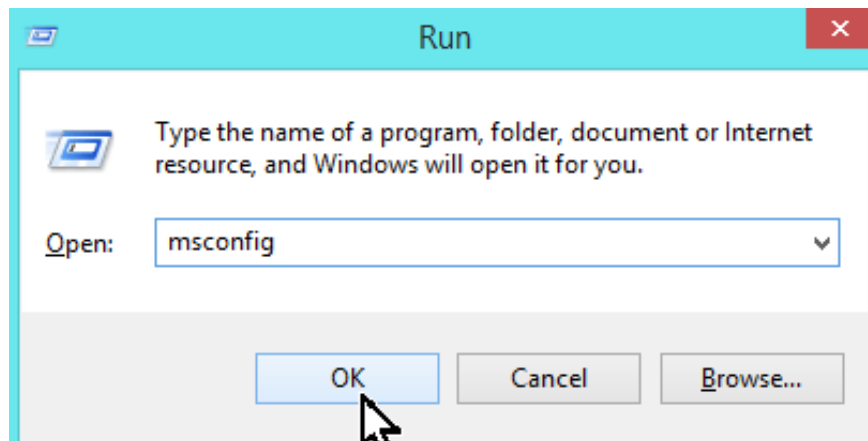 Run
Type the name of a program, folder, document or Internet
resource, and Windows will open it for you.
Open: msconfig
OK Cancel Browse...